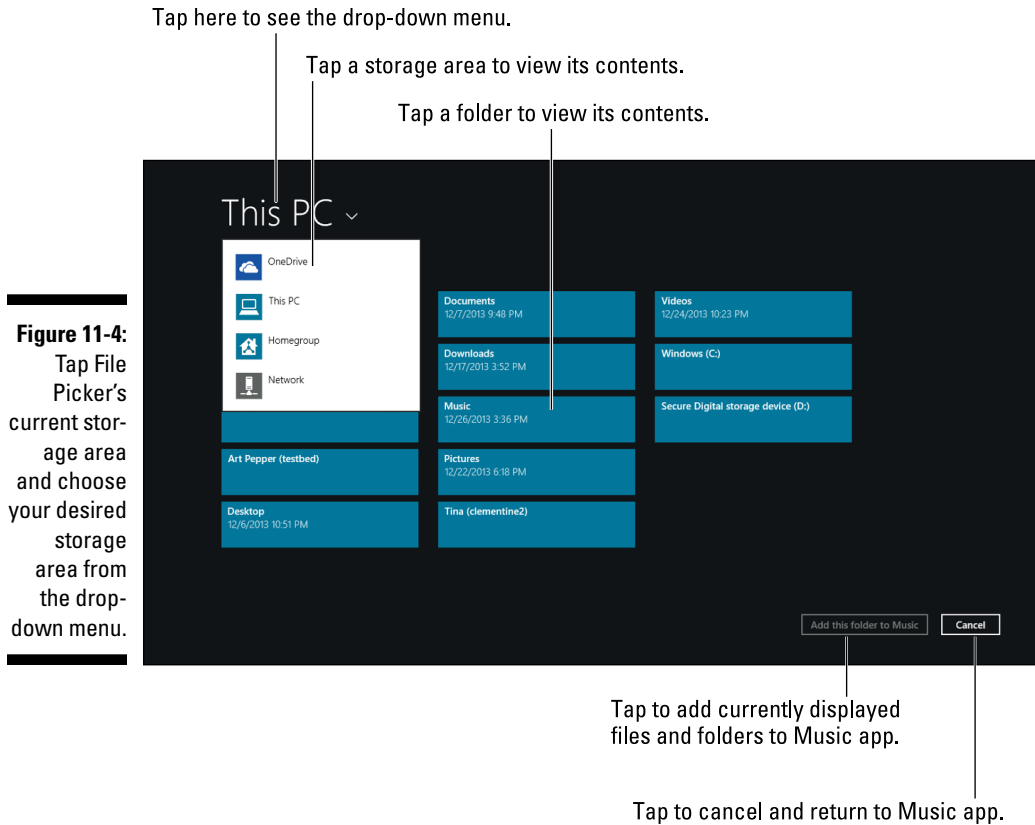 Tap here to see the drop-down menu.
Tap a storage area to view its contents.
Tap a folder to view its contents.
This PC
OneDrive
This PC
Homegroup
Network
Art Pepper (testbed)
Desktop
12/6/2013 10:51 PM
Documents
12/7/2013 9:48 PM
Downloads
12/17/2013 3:52 PM
Music
12/26/2013 3:36 PM
Pictures
12/22/2013 6:18 PM
Tina (clementine2)
Videos
12/24/2013 10:23 PM
Windows (C:)
Secure Digital storage device (D:)
Add this folder to Music
Cancel
Figure 11-4:
Tap File
Picker's
current stor-
age area
and choose
your desired
storage
area from
the drop-
down menu.
Tap to add currently displayed
files and folders to Music app.
Tap to cancel and return to Music app.